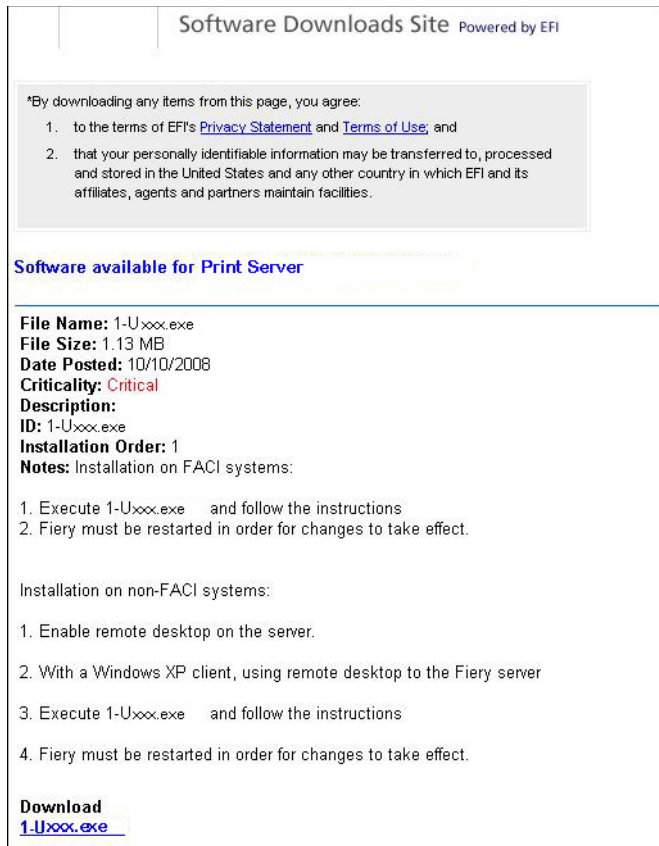 Software Downloads Site Powered by EFI
*By downloading any items from this page, you agree:
1. to the terms of EFI's Privacy Statement and Terms of Use; and
2. that your personally identifiable information may be transferred to, processed
and stored in the United States and any other country in which EFI and its
affiliates, agents and partners maintain facilities.
Software available for Print Server
File Name: 1-Uxxx.exe
File Size: 1.13 MB
Date Posted: 10/10/2008
Criticality: Critical
Description:
ID: 1-Uxxx.exe
Installation Order: 1
Notes: Installation on FACI systems:
1. Execute 1-Uxxx.exe and follow the instructions
2. Fiery must be restarted in order for changes to take effect.
Installation on non-FACI systems:
1. Enable remote desktop on the server.
2. With a Windows XP client, using remote desktop to the Fiery server
3. Execute 1-Uxxx.exe and follow the instructions
4. Fiery must be restarted in order for changes to take effect.
Download
1-Uxxx.exe